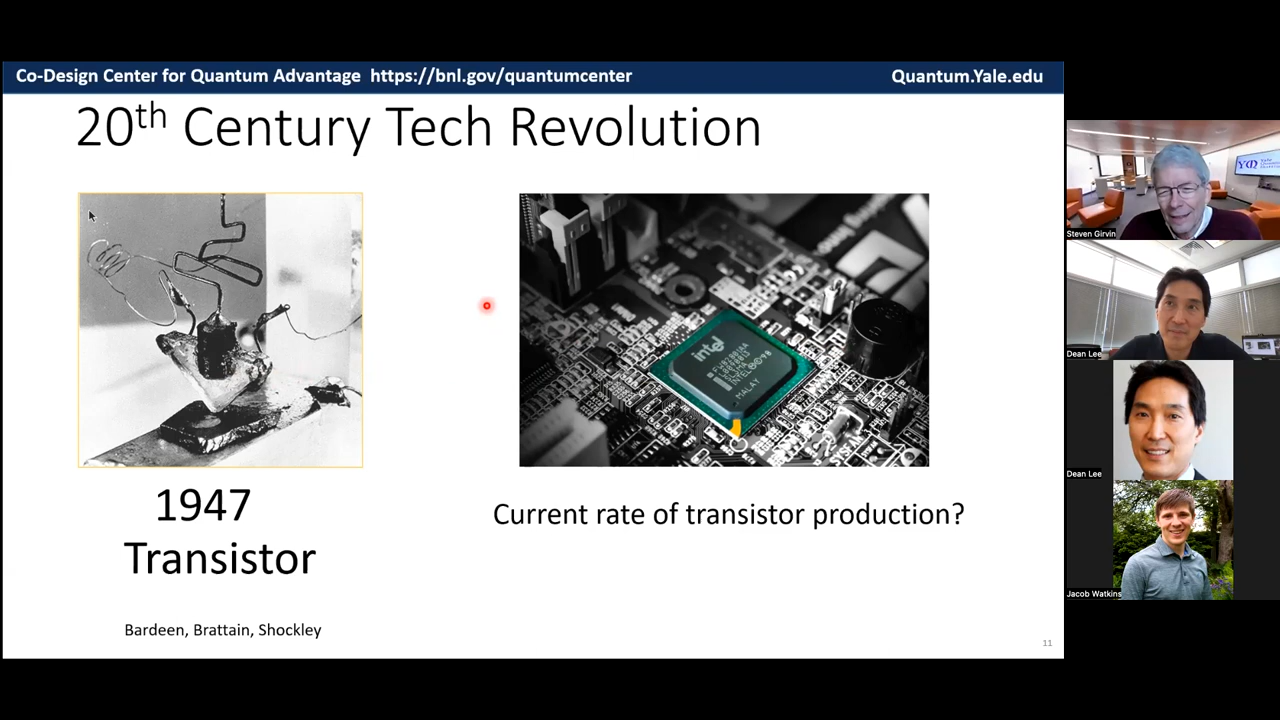 Co-Design Center for Quantum Advantage https://bnl.gov/quantumcenter
Quantum.Yale.edu
20th Century Tech Revolution
intel
MALAY
1947
Transistor
Current rate of transistor production?
Bardeen, Brattain, Shockley
11
Steven Girvin
Dean Lee
Dean Lee
Jacob Watkins